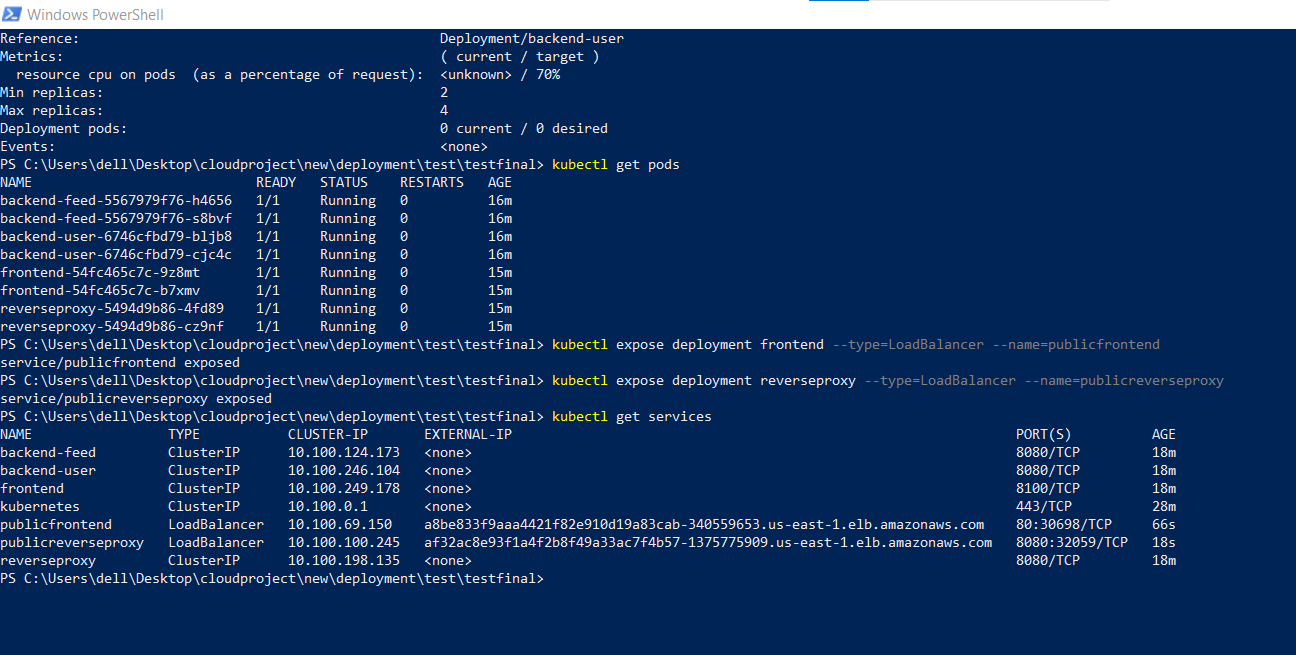 Windows PowerShell
Reference: Deployment/backend-user
Metrics: ( current / target )
resource cpu on pods (as a percentage of request): <unknown> / 70%
Min replicas: 2
Max replicas: 4
Deployment pods: 0 current / 0 desired
Events: <none>
PS C:\Users\dell\Desktop\cloudproject\new\deployment\test\testfinal> kubectl get pods
NAME READY STATUS RESTARTS AGE
backend-feed-5567979f76-h4656 1/1 Running 0 16m
backend-feed-5567979f76-s8bvf 1/1 Running 0 16m
backend-user-6746cfbd79-bljb8 1/1 Running 0 16m
backend-user-6746cfbd79-cjc4c 1/1 Running 0 16m
frontend-54fc465c7c-9z8mt 1/1 Running 0 15m
frontend-54fc465c7c-b7xmv 1/1 Running 0 15m
reverseproxy-5494d9b86-4fd89 1/1 Running 0 15m
reverseproxy-5494d9b86-cz9nf 1/1 Running 0 15m
PS C:\Users\dell\Desktop\cloudproject\new\deployment\test\testfinal> kubectl expose deployment frontend --type=LoadBalancer --name=publicfrontend
service/publicfrontend exposed
PS C:\Users\dell\Desktop\cloudproject\new\deployment\test\testfinal> kubectl expose deployment reverseproxy --type=LoadBalancer --name=publicreverseproxy
service/publicreverseproxy exposed
PS C:\Users\dell\Desktop\cloudproject\new\deployment\test\testfinal> kubectl get services
NAME TYPE CLUSTER-IP EXTERNAL-IP PORT(S) AGE
backend-feed ClusterIP 10.100.124.173 <none> 8080/TCP 18m
backend-user ClusterIP 10.100.246.104 <none> 8080/TCP 18m
frontend ClusterIP 10.100.249.178 <none> 8100/TCP 18m
kubernetes ClusterIP 10.100.0.1 <none> 443/TCP 28m
publicfrontend LoadBalancer 10.100.69.150 a8be833f9aaa4421f82e910d19a83cab-340559653.us-east-1.elb.amazonaws.com 80:30698/TCP 66s
publicreverseproxy LoadBalancer 10.100.100.245 af32ac8e93f1a4f2b8f49a33ac7f4b57-1375775909.us-east-1.elb.amazonaws.com 8080:32059/TCP 18s
reverseproxy ClusterIP 10.100.198.135 <none> 8080/TCP 18m
PS C:\Users\dell\Desktop\cloudproject\new\deployment\test\testfinal>